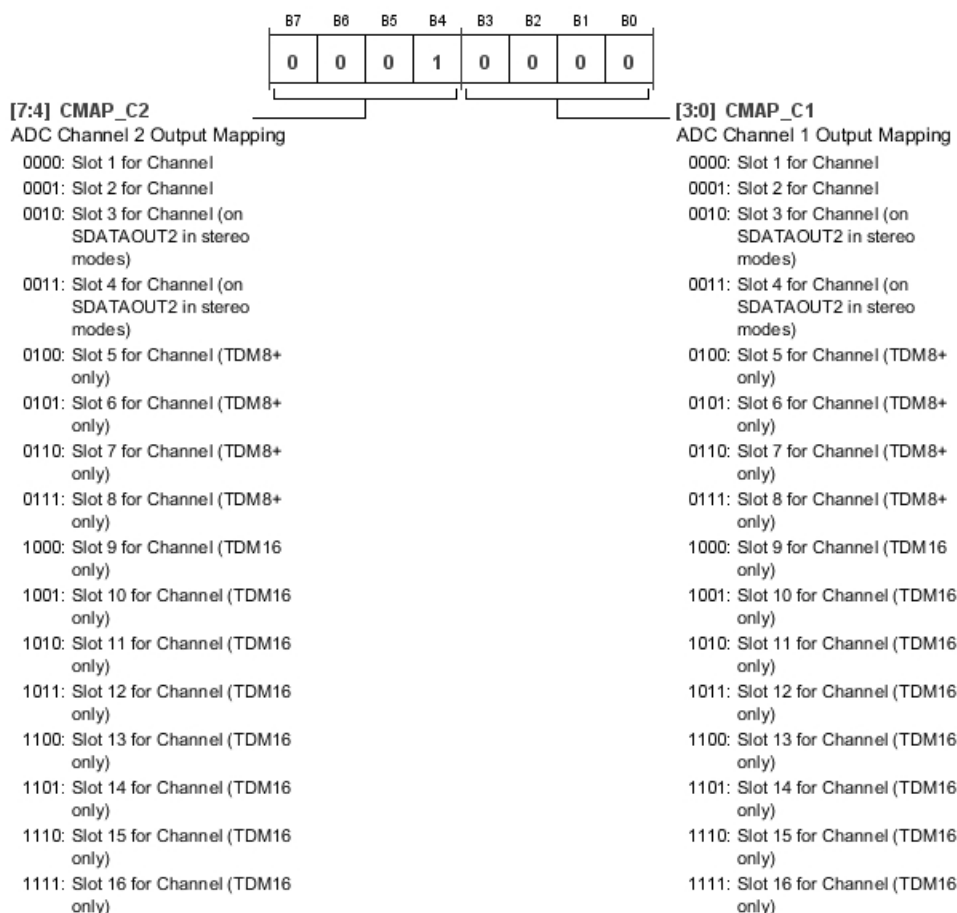 B7 B6 B5 B4 B3 B2 B1 B0
0 0 0 1 0 0 0 0
[7:4] CMAP_C2
ADC Channel 2 Output Mapping
0000: Slot 1 for Channel
0001: Slot 2 for Channel
0010: Slot 3 for Channel (on
SDATAOUT2 in stereo
modes)
0011: Slot 4 for Channel (on
SDATAOUT2 in stereo
modes)
0100: Slot 5 for Channel (TDM8+
only)
0101: Slot 6 for Channel (TDM8+
only)
0110: Slot 7 for Channel (TDM8+
only)
0111: Slot 8 for Channel (TDM8+
only)
1000: Slot 9 for Channel (TDM16
only)
1001: Slot 10 for Channel (TDM16
only)
1010: Slot 11 for Channel (TDM16
only)
1011: Slot 12 for Channel (TDM16
only)
1100: Slot 13 for Channel (TDM16
only)
1101: Slot 14 for Channel (TDM16
only)
1110: Slot 15 for Channel (TDM16
only)
1111: Slot 16 for Channel (TDM16
only)
[3:0] CMAP_C1
ADC Channel 1 Output Mapping
0000: Slot 1 for Channel
0001: Slot 2 for Channel
0010: Slot 3 for Channel (on
SDATAOUT2 in stereo
modes)
0011: Slot 4 for Channel (on
SDATAOUT2 in stereo
modes)
0100: Slot 5 for Channel (TDM8+
only)
0101: Slot 6 for Channel (TDM8+
only)
0110: Slot 7 for Channel (TDM8+
only)
0111: Slot 8 for Channel (TDM8+
only)
1000: Slot 9 for Channel (TDM16
only)
1001: Slot 10 for Channel (TDM16
only)
1010: Slot 11 for Channel (TDM16
only)
1011: Slot 12 for Channel (TDM16
only)
1100: Slot 13 for Channel (TDM16
only)
1101: Slot 14 for Channel (TDM16
only)
1110: Slot 15 for Channel (TDM16
only)
1111: Slot 16 for Channel (TDM16
only)